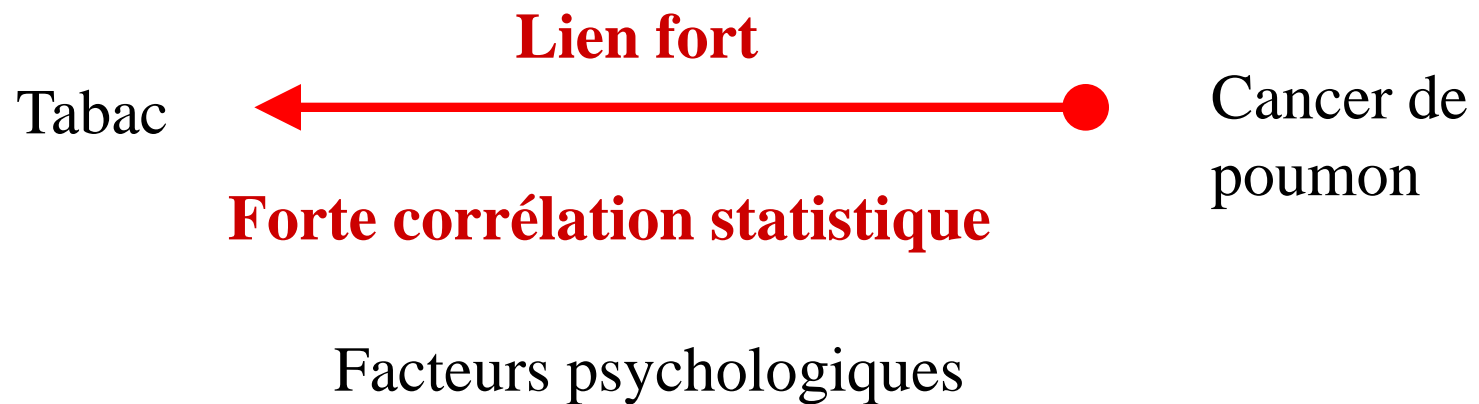 Lien fort
Tabac
Cancer de
poumon
Forte corrélation statistique
Facteurs psychologiques